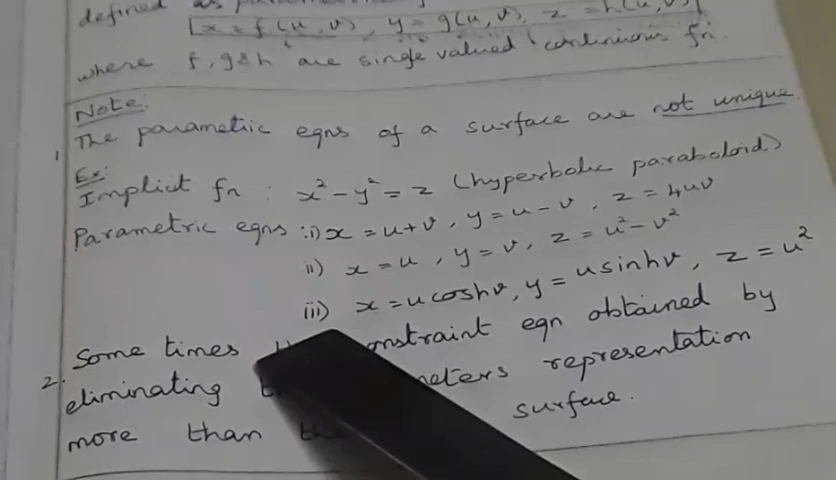 defined as
x = f(u, v), y = g(u, v), z = h(u, v)
where f, g & h are single valued continuous fn.
Note:
1. The parametric eqns of a surface are not unique.
Ex:
Implicit fn : x² - y² = z (hyperbolic paraboloid)
Parametric eqns : i) x = u+v, y = u - v, z = 4uv
ii) x = u, y = v, z = u² - v²
iii) x = u coshv, y = u sinhv, z = u²
2. Some times constraint eqn obtained by
eliminating representation
more than surface.